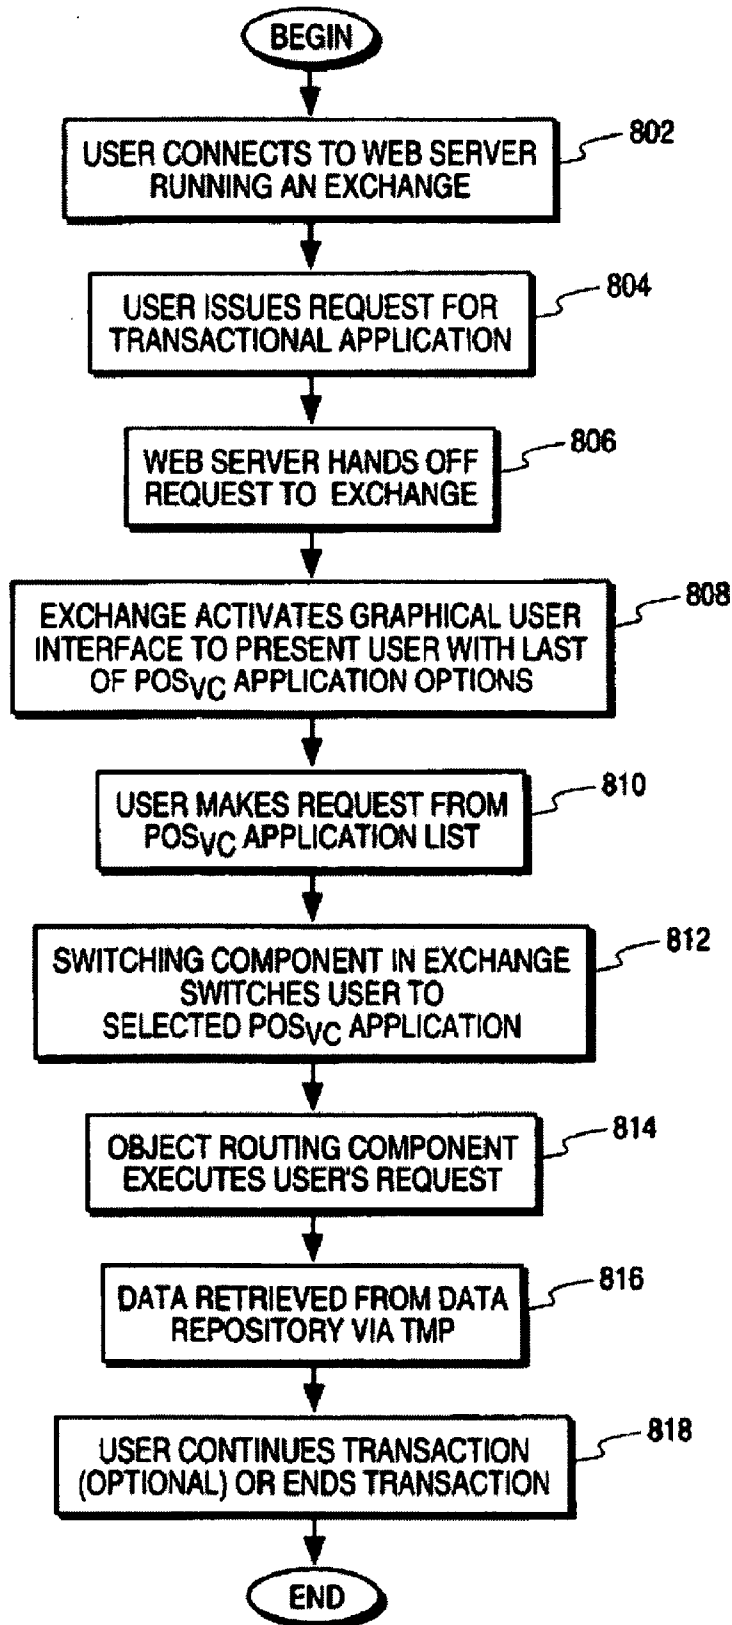 BEGIN
USER CONNECTS TO WEB SERVER
RUNNING AN EXCHANGE
802
USER ISSUES REQUEST FOR
TRANSACTIONAL APPLICATION
804
WEB SERVER HANDS OFF
REQUEST TO EXCHANGE
806
EXCHANGE ACTIVATES GRAPHICAL USER
INTERFACE TO PRESENT USER WITH LAST
OF POSVC APPLICATION OPTIONS
808
USER MAKES REQUEST FROM
POSVC APPLICATION LIST
810
SWITCHING COMPONENT IN EXCHANGE
SWITCHES USER TO
SELECTED POSVC APPLICATION
812
OBJECT ROUTING COMPONENT
EXECUTES USER'S REQUEST
814
DATA RETRIEVED FROM DATA
REPOSITORY VIA TMP
816
USER CONTINUES TRANSACTION
(OPTIONAL) OR ENDS TRANSACTION
818
END